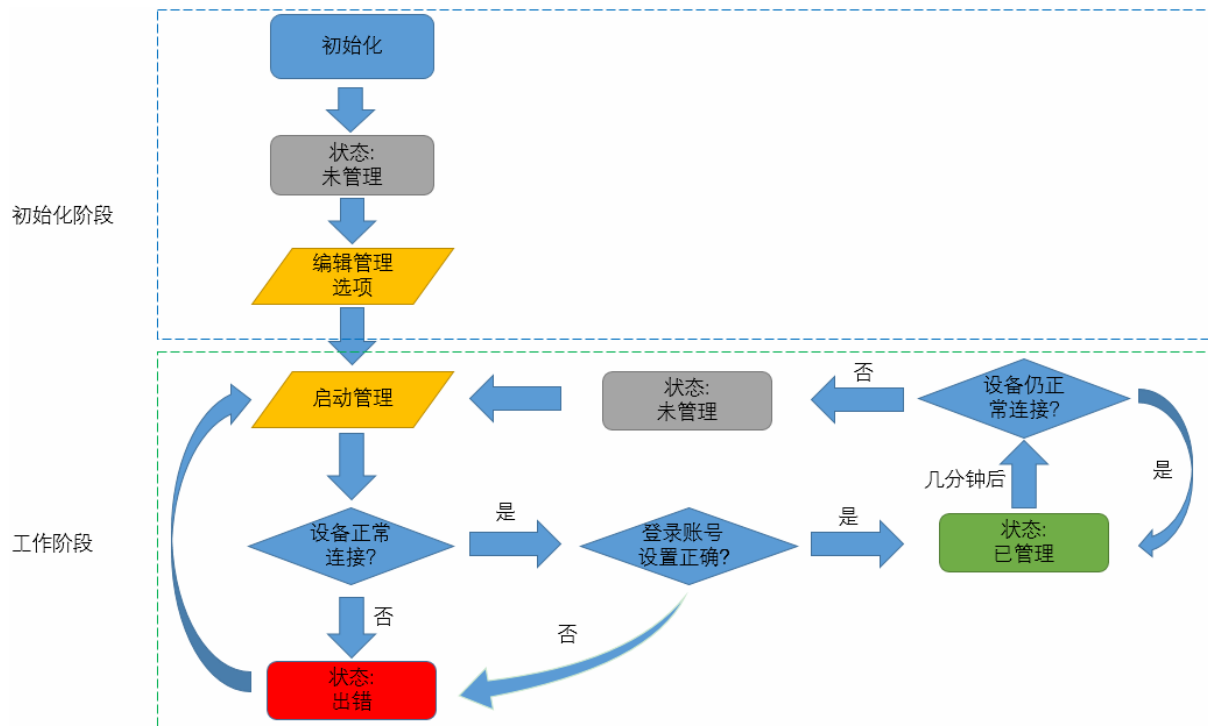 初始化
状态:
未管理
初始化阶段
编辑管理
选项
启动管理
状态:
未管理
否
设备仍正
常连接?
是
几分钟后
工作阶段
设备正常
连接?
是
登录账号
设置正确?
是
状态:
已管理
否
否
状态:
出错